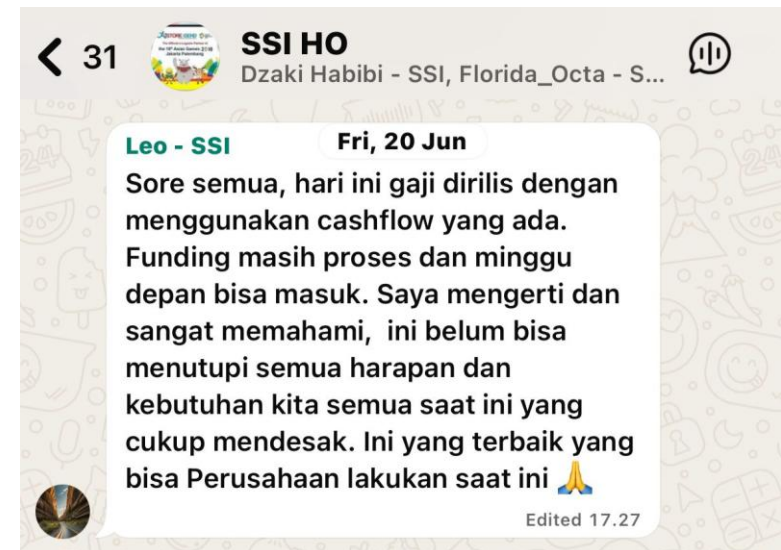 31
SSI HO
Dzaki Habibi - SSI, Florida_Octa - S...
Fri, 20 Jun
Leo - SSI
Sore semua, hari ini gaji dirilis dengan
menggunakan cashflow yang ada.
Funding masih proses dan minggu
depan bisa masuk. Saya mengerti dan
sangat memahami,  ini belum bisa
menutupi semua harapan dan
kebutuhan kita semua saat ini yang
cukup mendesak. Ini yang terbaik yang
bisa Perusahaan lakukan saat ini 🙏
Edited 17.27